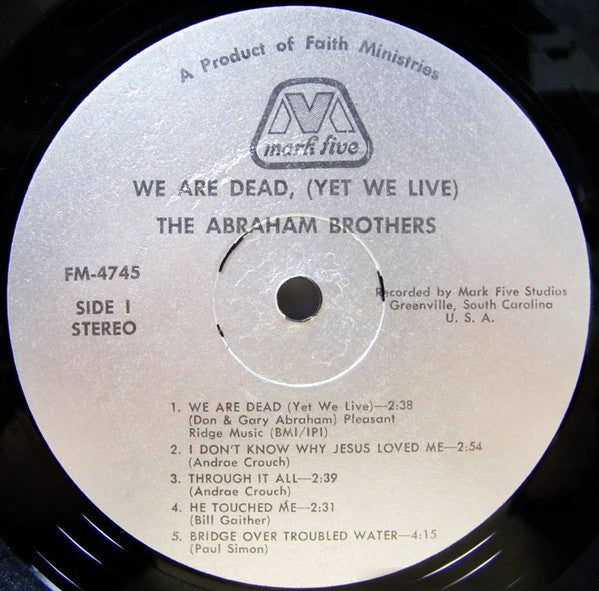 A Product of Faith Ministries
mark five
WE ARE DEAD, (YET WE LIVE)
THE ABRAHAM BROTHERS
FM-4745
SIDE 1
STEREO
Recorded by Mark Five Studios
Greenville, South Carolina
U. S. A.
1. WE ARE DEAD (Yet We Live)—2:38
(Don & Gary Abraham) Pleasant
Ridge Music (BMI/IPI)
2. I DON'T KNOW WHY JESUS LOVED ME—2:54
(Andrae Crouch)
3. THROUGH IT ALL—2:39
(Andrae Crouch)
4. HE TOUCHED ME—2:31
(Bill Gaither)
5. BRIDGE OVER TROUBLED WATER—4:15
(Paul Simon)